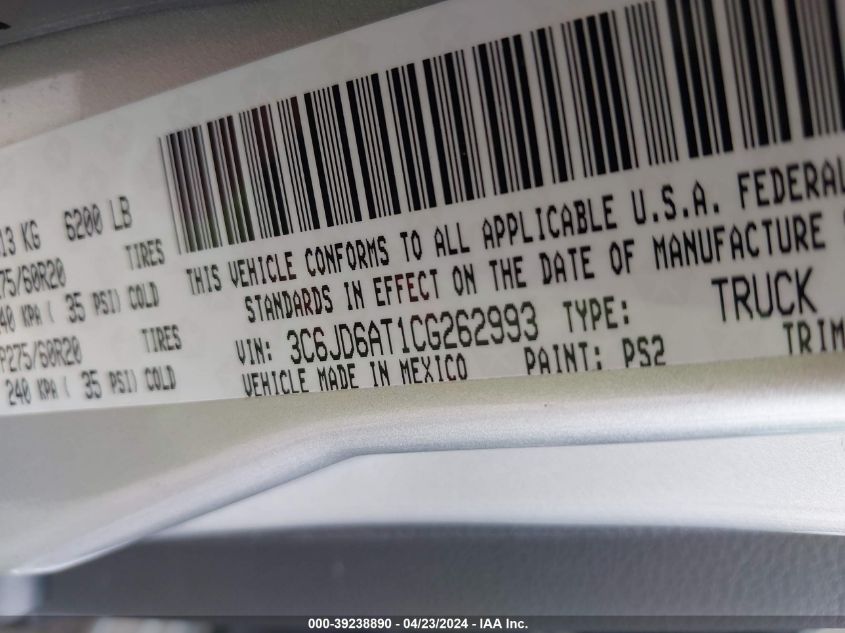 13 KG 6200 LB
275/60R20 TIRES
240 KPA ( 35 PSI) COLD
P275/60R20 TIRES
240 KPA ( 35 PSI) COLD
THIS VEHICLE CONFORMS TO ALL APPLICABLE U.S.A. FEDERAL
STANDARDS IN EFFECT ON THE DATE OF MANUFACTURE
VIN: 3C6JD6AT1CG262993 TYPE: TRUCK
VEHICLE MADE IN MEXICO PAINT: PS2 TRIM
000-39238890 - 04/23/2024 - IAA Inc.